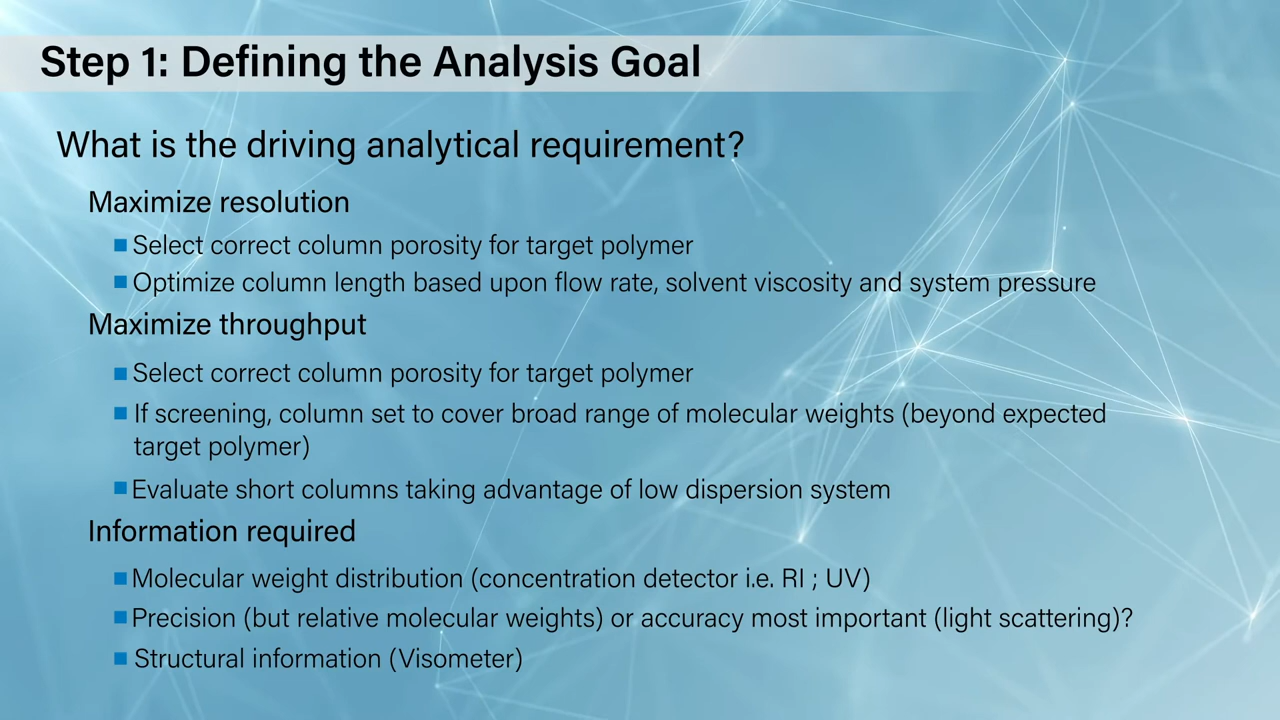 Step 1: Defining the Analysis Goal
What is the driving analytical requirement?
Maximize resolution
Select correct column porosity for target polymer
Optimize column length based upon flow rate, solvent viscosity and system pressure
Maximize throughput
Select correct column porosity for target polymer
If screening, column set to cover broad range of molecular weights (beyond expected
target polymer)
Evaluate short columns taking advantage of low dispersion system
Information required
Molecular weight distribution (concentration detector i.e. RI ; UV)
Precision (but relative molecular weights) or accuracy most important (light scattering)?
Structural information (Visometer)